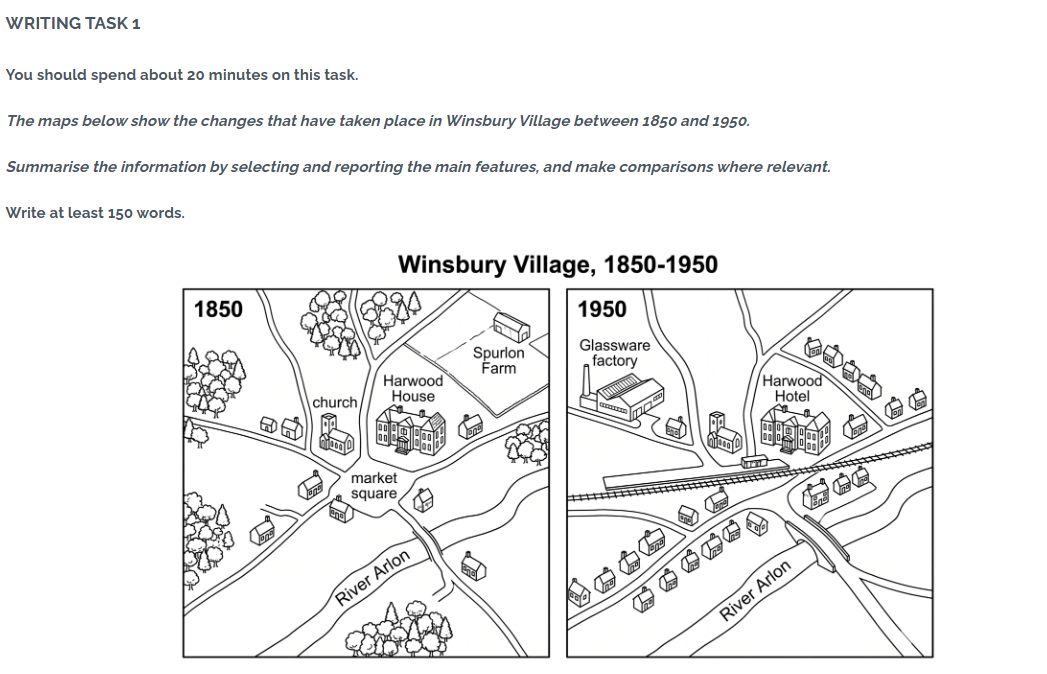 WRITING TASK 1
You should spend about 20 minutes on this task.
The maps below show the changes that have taken place in Winsbury Village between 1850 and 1950.
Summarise the information by selecting and reporting the main features, and make comparisons where relevant.
Write at least 150 words.
Winsbury Village, 1850-1950
1850
Spurlon
Farm
Harwood
House
church
market
square
River Arlon
1950
Glassware
factory
Harwood
Hotel
River Arlon